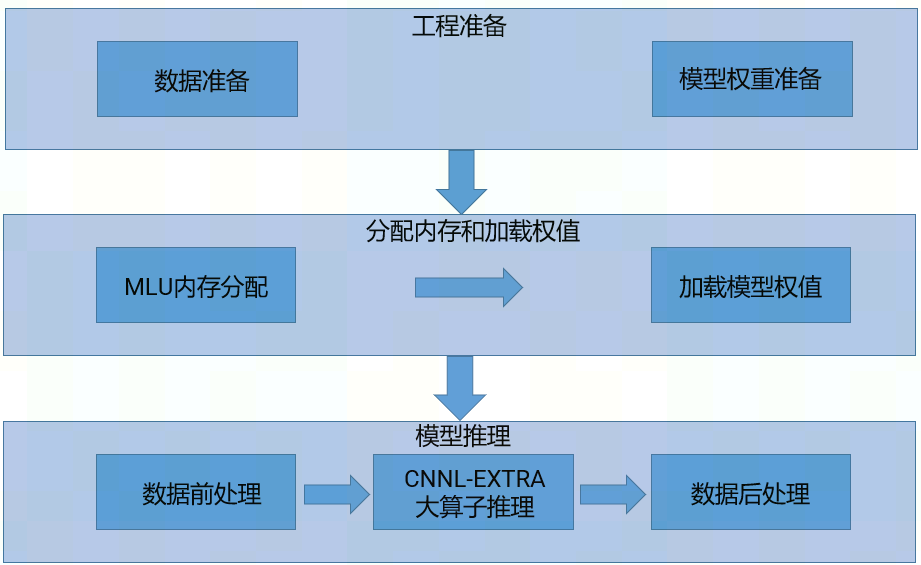 工程准备
数据准备
模型权重准备
分配内存和加载权值
MLU内存分配
加载模型权值
模型推理
数据前处理
CNNL-EXTRA
大算子推理
数据后处理